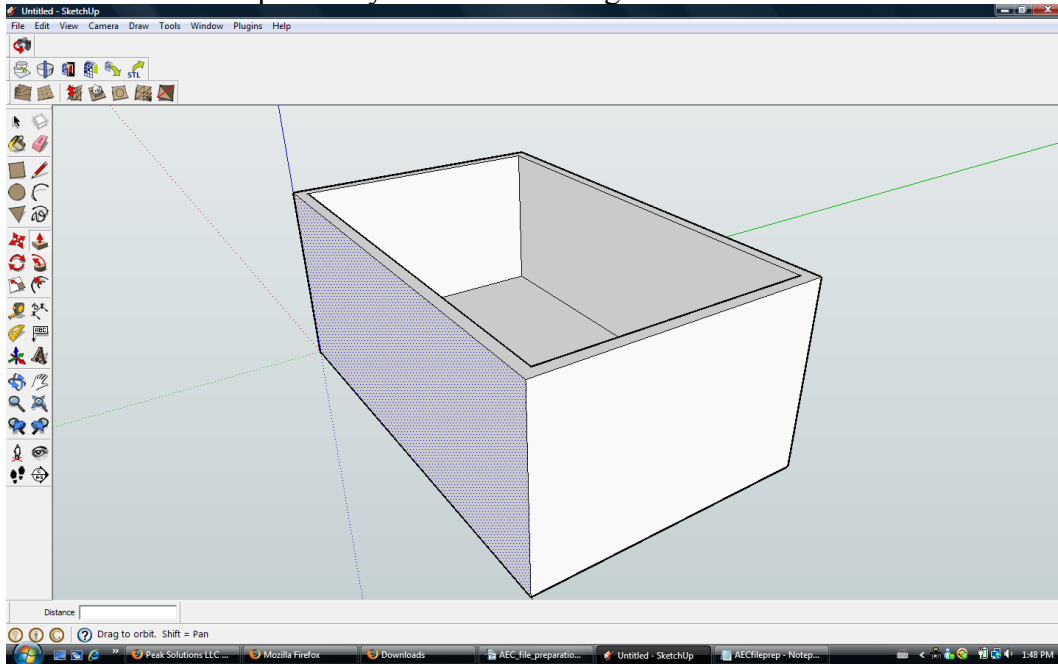 Untitled - SketchUp
File Edit View Camera Draw Tools Window Plugins Help
STL
ABC
Distance
Drag to orbit. Shift = Pan
Peak Solutions LLC ...
Mozilla Firefox
Downloads
AEC_file_preparatio...
Untitled - SketchUp
AECfileprep - Notep...
1:48 PM